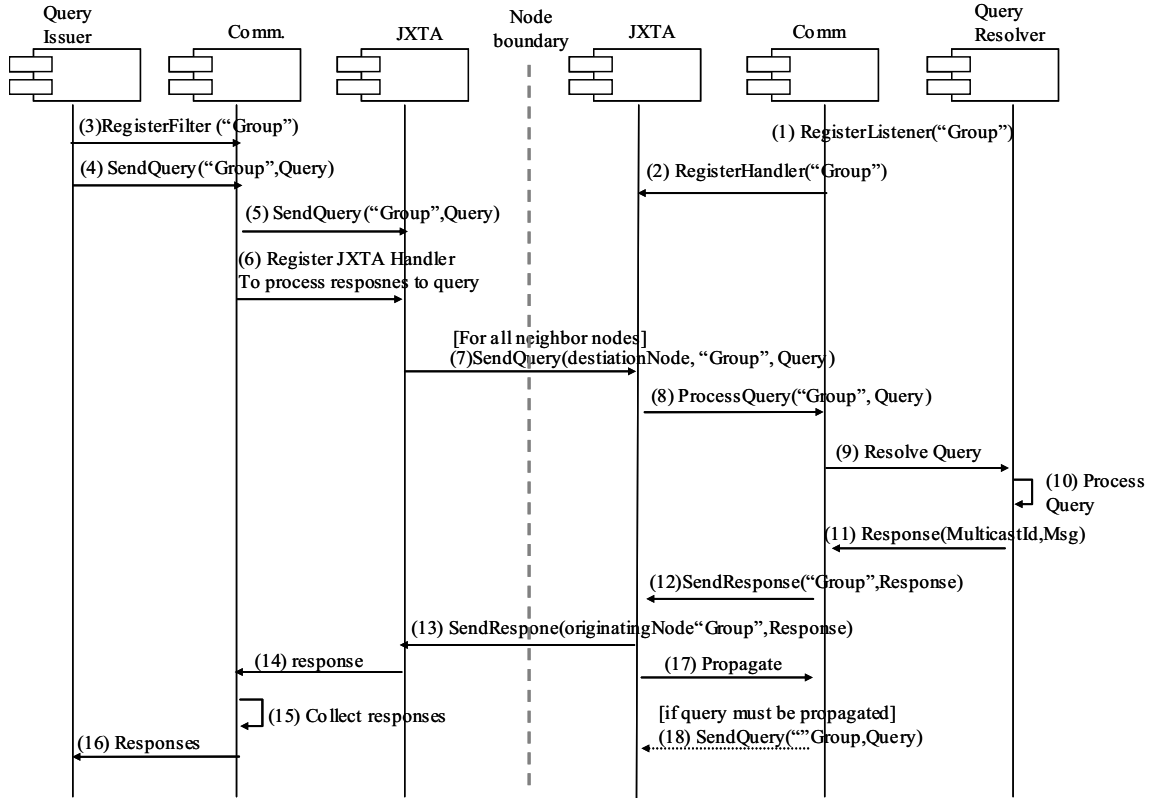 Query
Issuer
Comm.
JXTA
Node
boundary
JXTA
Comm
Query
Resolver
(3)RegisterFilter (“Group”)
(1) RegisterListener(“Group”)
(4) SendQuery(“Group”,Query)
(2) RegisterHandler(“Group”)
(5) SendQuery(“Group”,Query)
(6) Register JXTA Handler
To process resposnes to query
[For all neighbor nodes]
(7)SendQuery(destiationNode, “Group”, Query)
(8) ProcessQuery(“Group”, Query)
(9) Resolve Query
(10) Process
Query
(11) Response(MulticastId,Msg)
(12)SendResponse(“Group”,Response)
(13) SendRespone(originatingNode“Group”,Response)
(14) response
(17) Propagate
(15) Collect responses
[if query must be propagated]
(16) Responses
(18) SendQuery(“”Group,Query)